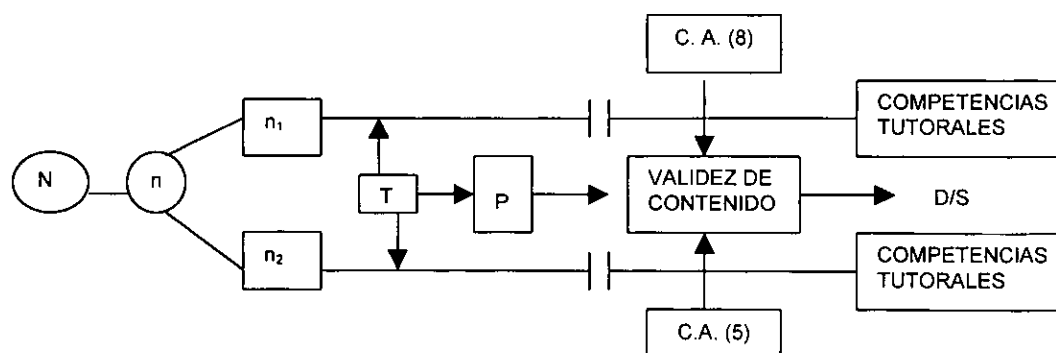 C. A. (8)
COMPETENCIAS
TUTORALES
n₁
N
n
T
P
VALIDEZ DE
CONTENIDO
D/S
n₂
COMPETENCIAS
TUTORALES
C.A. (5)